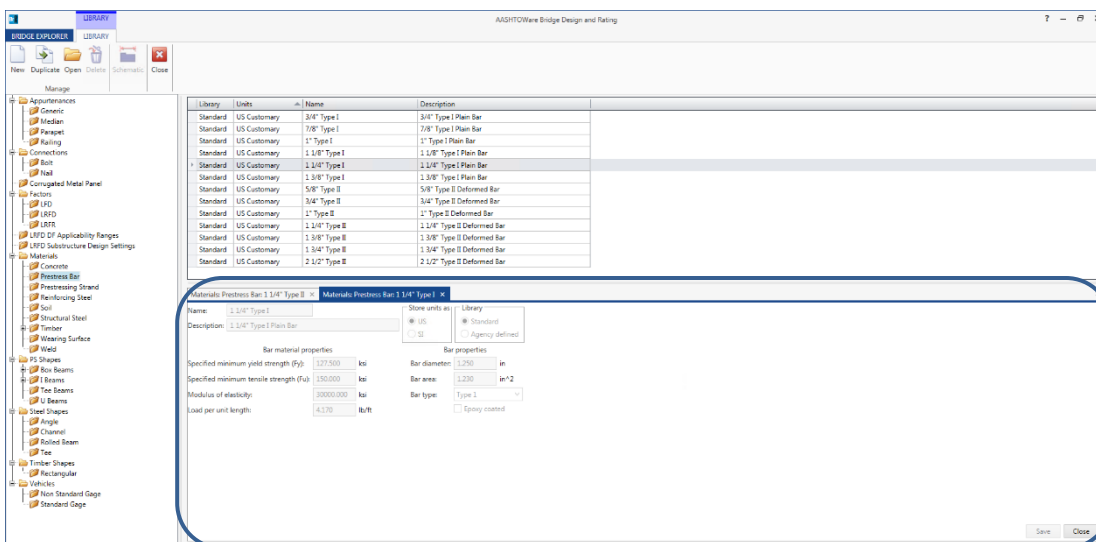 LIBRARY
AASHTOWare Bridge Design and Rating
BRIDGE EXPLORER LIBRARY
New Duplicate Open Delete Schematic Close
Manage
Appurtenances
Generic
Median
Parapet
Railing
Connections
Bolt
Nail
Corrugated Metal Panel
Factors
LFD
LRFD
LRFR
LRFD DF Applicability Ranges
LRFD Substructure Design Settings
Materials
Concrete
Prestress Bar
Prestressing Strand
Reinforcing Steel
Soil
Structural Steel
Timber
Wearing Surface
Weld
PS Shapes
Box Beams
I Beams
Tee Beams
U Beams
Steel Shapes
Angle
Channel
Rolled Beam
Tee
Timber Shapes
Rectangular
Vehicles
Non Standard Gage
Standard Gage
Library Units Name Description
Standard US Customary 3/4" Type I 3/4" Type I Plain Bar
Standard US Customary 7/8" Type I 7/8" Type I Plain Bar
Standard US Customary 1" Type I 1" Type I Plain Bar
Standard US Customary 1 1/8" Type I 1 1/8" Type I Plain Bar
Standard US Customary 1 1/4" Type I 1 1/4" Type I Plain Bar
Standard US Customary 1 3/8" Type I 1 3/8" Type I Plain Bar
Standard US Customary 5/8" Type II 5/8" Type II Deformed Bar
Standard US Customary 3/4" Type II 3/4" Type II Deformed Bar
Standard US Customary 1" Type II 1" Type II Deformed Bar
Standard US Customary 1 1/4" Type II 1 1/4" Type II Deformed Bar
Standard US Customary 1 3/8" Type II 1 3/8" Type II Deformed Bar
Standard US Customary 1 3/4" Type II 1 3/4" Type II Deformed Bar
Standard US Customary 2 1/2" Type II 2 1/2" Type II Deformed Bar
Materials: Prestress Bar: 1 1/4" Type II Materials: Prestress Bar: 1 1/4" Type I
Name: 1 1/4" Type I Store units as Library
US Standard
Description: 1 1/4" Type I Plain Bar
SI Agency defined
Bar material properties Bar properties
Specified minimum yield strength (Fy): 127.500 ksi Bar diameter: 1.250 in
Specified minimum tensile strength (Fu): 150.000 ksi Bar area: 1.230 in^2
Modulus of elasticity: 30000.000 ksi Bar type: Type 1
Load per unit length: 4.170 lb/ft Epoxy coated
Save Close